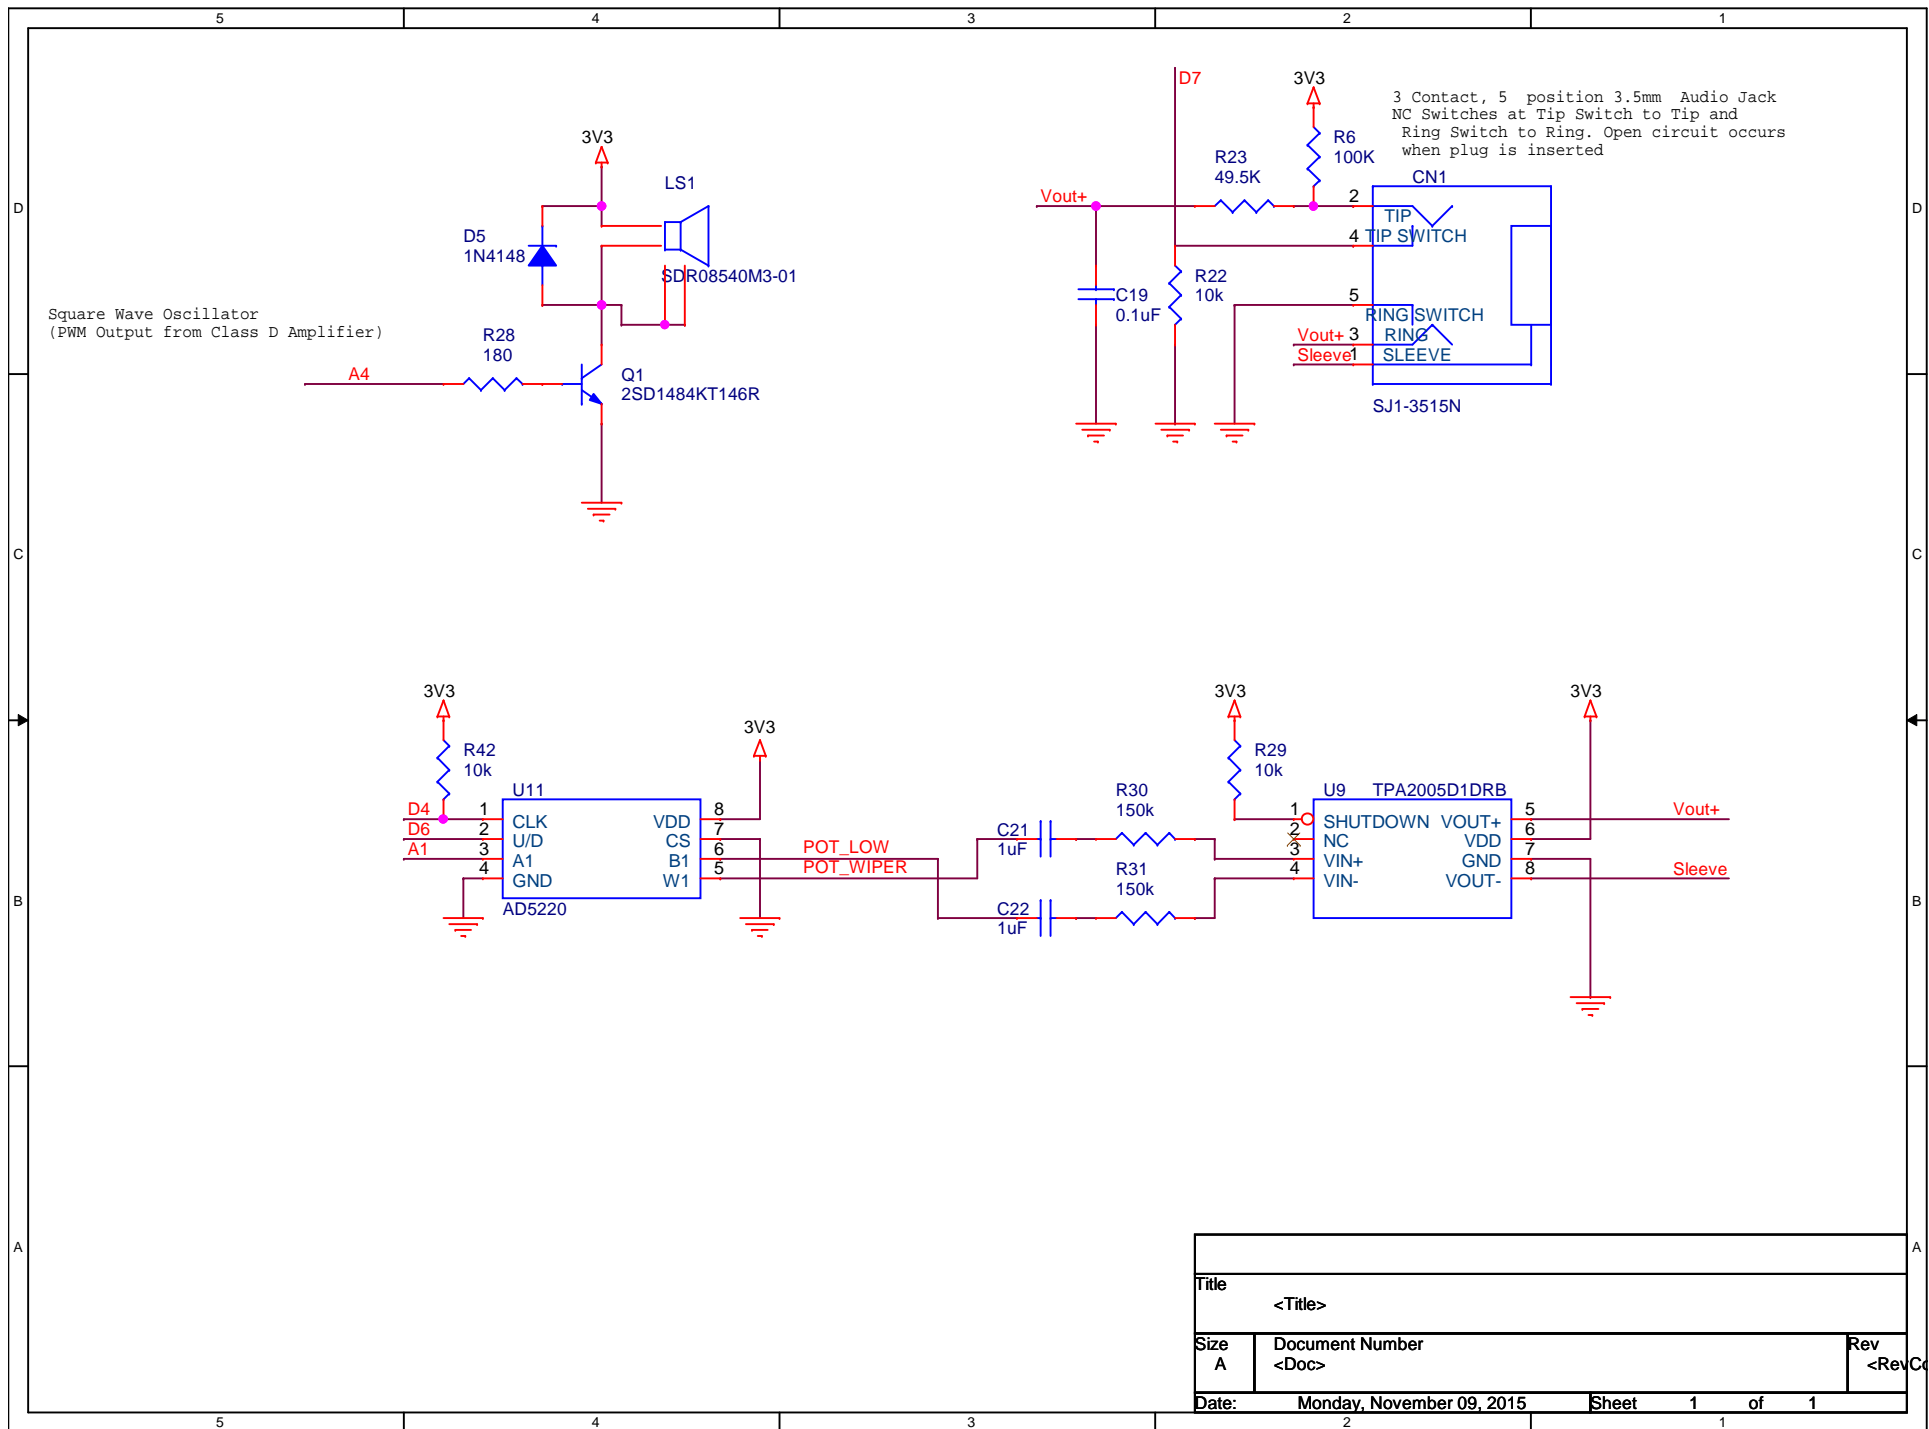 5 4 3 2 1
D
D
C
C
B
B
A
A
3V3
LS1
D5
1N4148
SDR08540M3-01
Square Wave Oscillator
(PWM Output from Class D Amplifier)
R28
180
A4
Q1
2SD1484KT146R
D7
3V3
3 Contact, 5 position 3.5mm Audio Jack
NC Switches at Tip Switch to Tip and
Ring Switch to Ring. Open circuit occurs
when plug is inserted
R6
100K
R23
49.5K
CN1
Vout+
2
TIP
4
TIP SWITCH
R22
10k
C19
0.1uF
5
RING SWITCH
Vout+ 3 RING
Sleeve 1 SLEEVE
SJ1-3515N
3V3
R42
10k
3V3
U11
D4 1 CLK VDD 8
D6 2 U/D CS 7
A1 3 A1 B1 6
4 GND W1 5
AD5220
POT_LOW
POT_WIPER
C21
1uF
R30
150k
C22
1uF
R31
150k
3V3
R29
10k
3V3
U9 TPA2005D1DRB
1 SHUTDOWN VOUT+ 5 Vout+
2 NC VDD 6
3 VIN+ GND 7
4 VIN- VOUT- 8 Sleeve
Title
<Title>
Size Document Number Rev
A <Doc> <RevCo
Date: Monday, November 09, 2015 Sheet 1 of 1
5 4 3 2 1